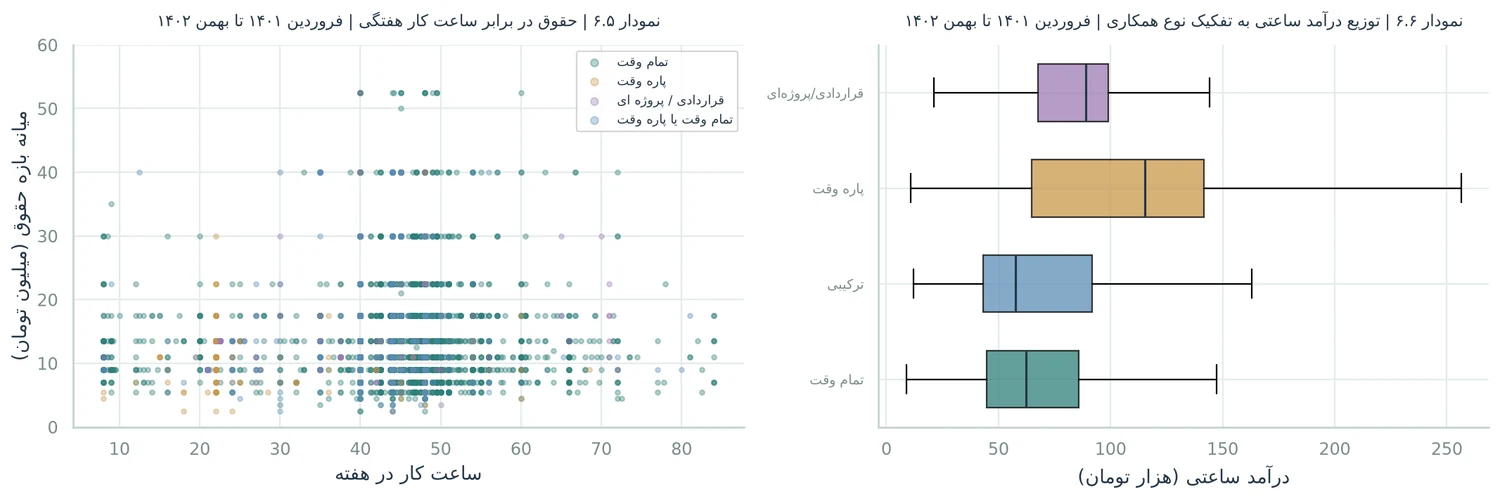 نمودار ۶.۵ | حقوق در برابر ساعت کار هفتگی | فروردین ۱۴۰۱ تا بهمن ۱۴۰۲
میانه بازه حقوق (میلیون تومان)
60
50
40
30
20
10
0
تمام وقت
پاره وقت
قراردادی / پروژه ای
تمام وقت یا پاره وقت
10 20 30 40 50 60 70 80
ساعت کار در هفته
نمودار ۶.۶ | توزیع درآمد ساعتی به تفکیک نوع همکاری | فروردین ۱۴۰۱ تا بهمن ۱۴۰۲
قراردادی/پروژه‌ای
پاره وقت
ترکیبی
تمام وقت
0 50 100 150 200 250
درآمد ساعتی (هزار تومان)